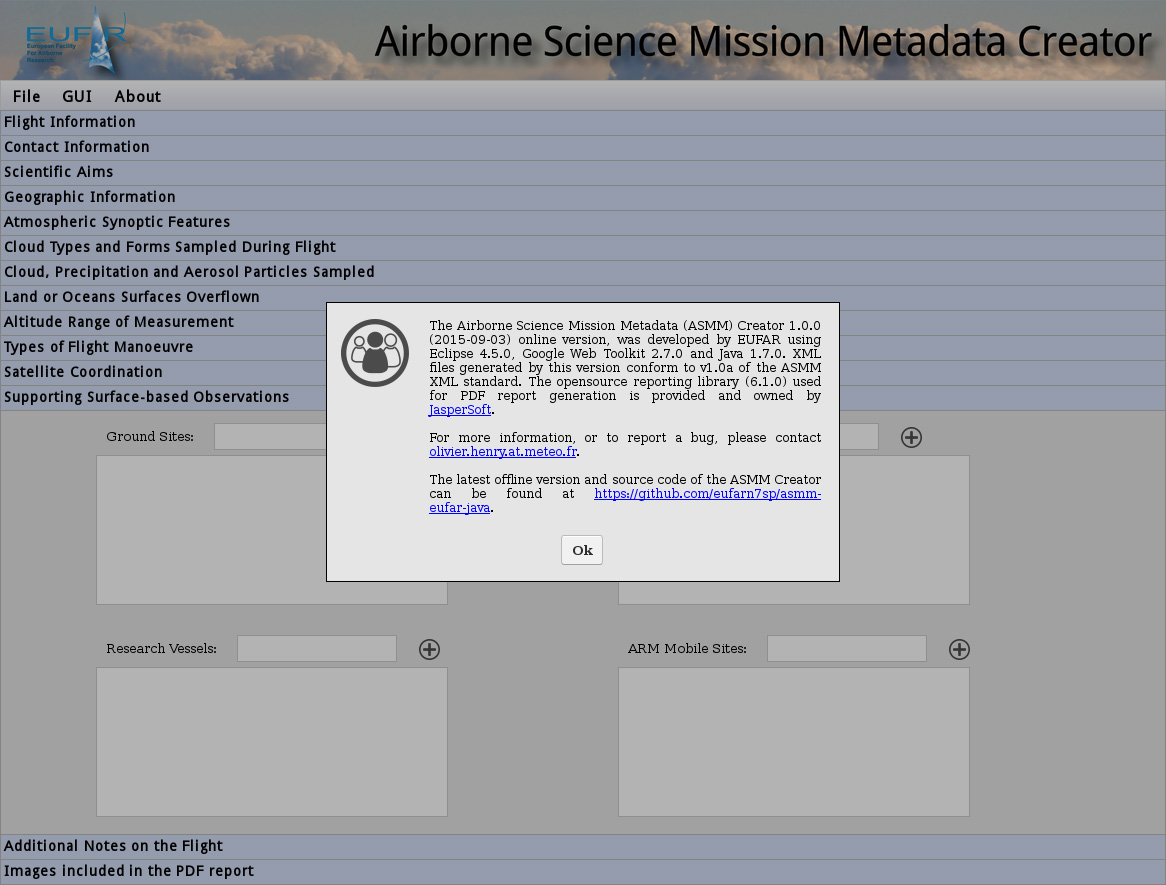 EUFAR
European Facility
For Airborne
Research
Airborne Science Mission Metadata Creator
File GUI About
Flight Information
Contact Information
Scientific Aims
Geographic Information
Atmospheric Synoptic Features
Cloud Types and Forms Sampled During Flight
Cloud, Precipitation and Aerosol Particles Sampled
Land or Oceans Surfaces Overflown
Altitude Range of Measurement
Types of Flight Manoeuvre
Satellite Coordination
Supporting Surface-based Observations
The Airborne Science Mission Metadata (ASMM) Creator 1.0.0
(2015-09-03) online version, was developed by EUFAR using
Eclipse 4.5.0, Google Web Toolkit 2.7.0 and Java 1.7.0. XML
files generated by this version conform to v1.0a of the ASMM
XML standard. The opensource reporting library (6.1.0) used
for PDF report generation is provided and owned by
JasperSoft.
For more information, or to report a bug, please contact
olivier.henry.at.meteo.fr.
The latest offline version and source code of the ASMM Creator
can be found at https://github.com/eufarn7sp/asmm-
eufar-java.
Ok
Ground Sites:
Research Vessels:
ARM Mobile Sites:
Additional Notes on the Flight
Images included in the PDF report